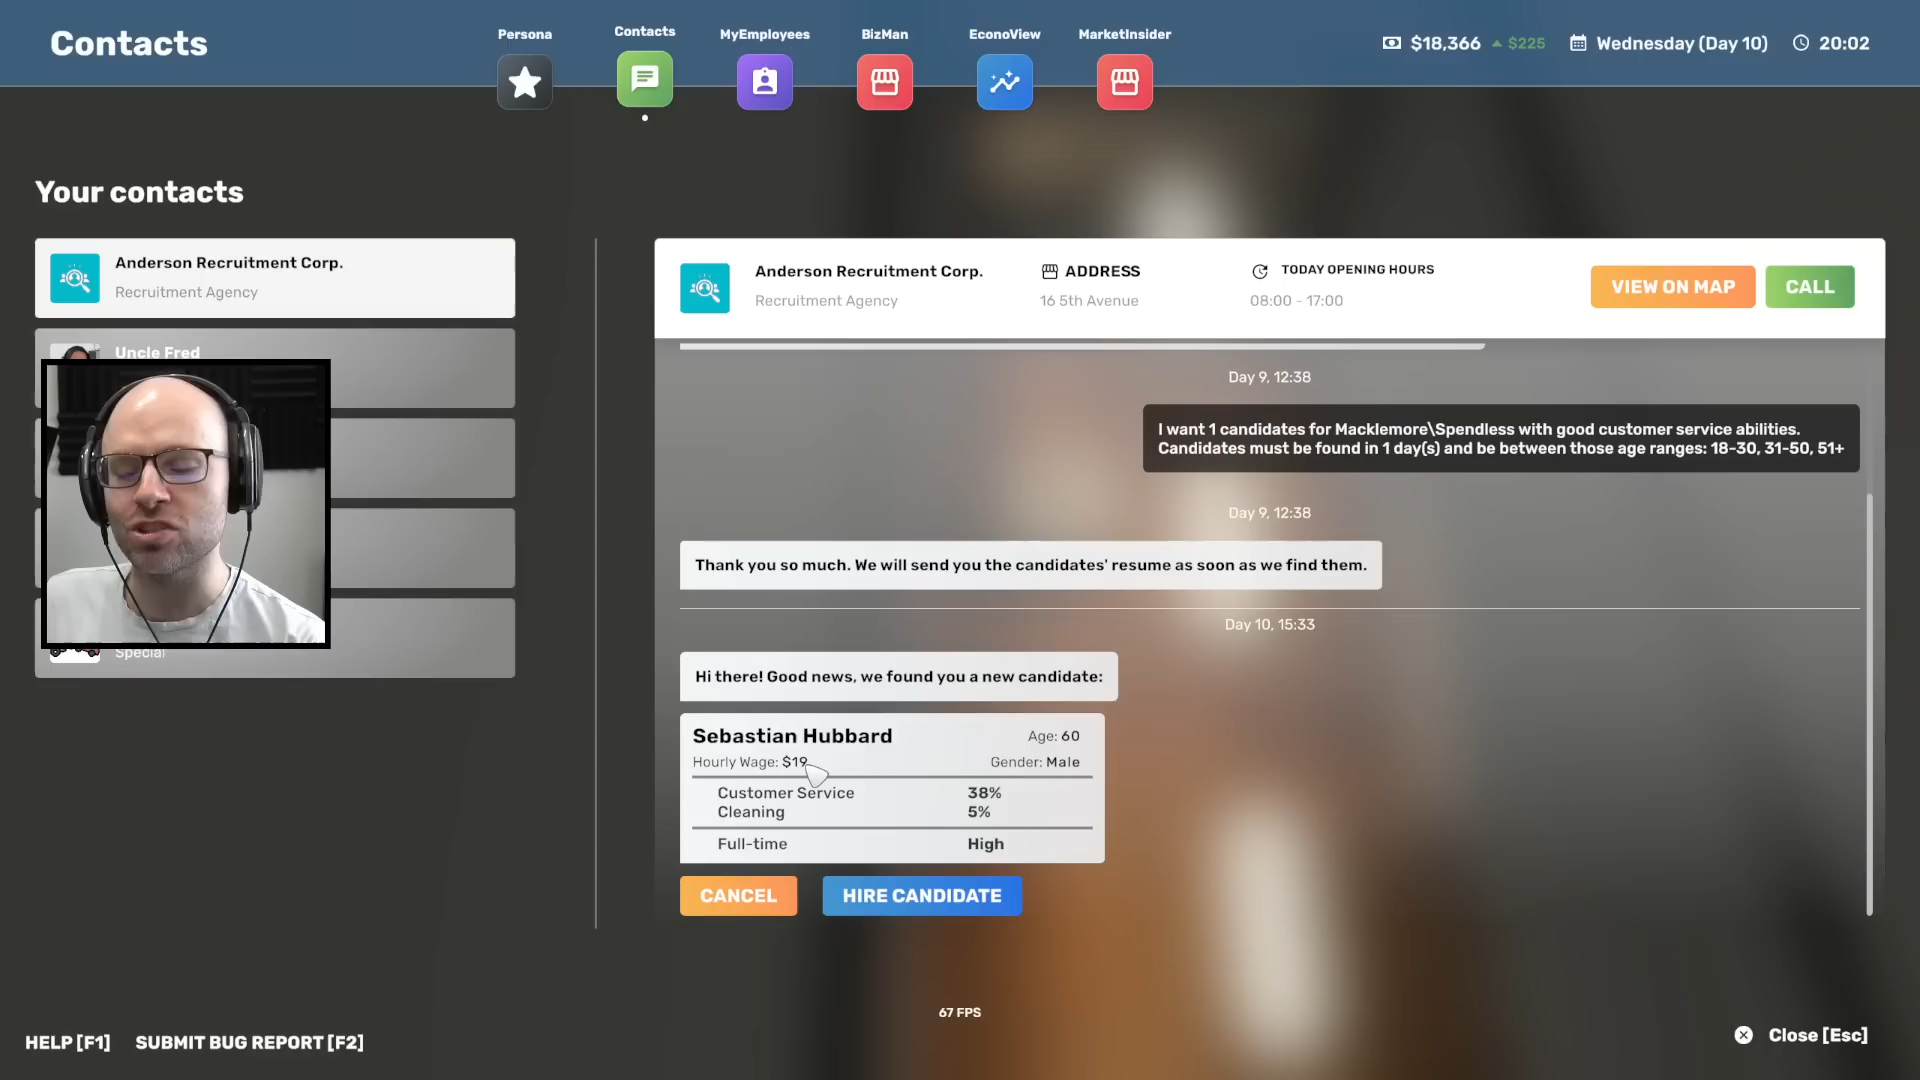 Contacts
Persona
Contacts
MyEmployees
BizMan
EconoView
MarketInsider
$18,366
$225
Wednesday (Day 10)
20:02
Your contacts
Anderson Recruitment Corp.
Recruitment Agency
Uncle Fred
Special
Anderson Recruitment Corp.
Recruitment Agency
ADDRESS
16 5th Avenue
TODAY OPENING HOURS
08:00 - 17:00
VIEW ON MAP
CALL
Day 9, 12:38
I want 1 candidates for Macklemore\Spendless with good customer service abilities.
Candidates must be found in 1 day(s) and be between those age ranges: 18-30, 31-50, 51+
Day 9, 12:38
Thank you so much. We will send you the candidates' resume as soon as we find them.
Day 10, 15:33
Hi there! Good news, we found you a new candidate:
Sebastian Hubbard
Age: 60
Hourly Wage: $19
Gender: Male
Customer Service 38%
Cleaning 5%
Full-time High
CANCEL
HIRE CANDIDATE
67 FPS
HELP [F1]
SUBMIT BUG REPORT [F2]
Close [Esc]